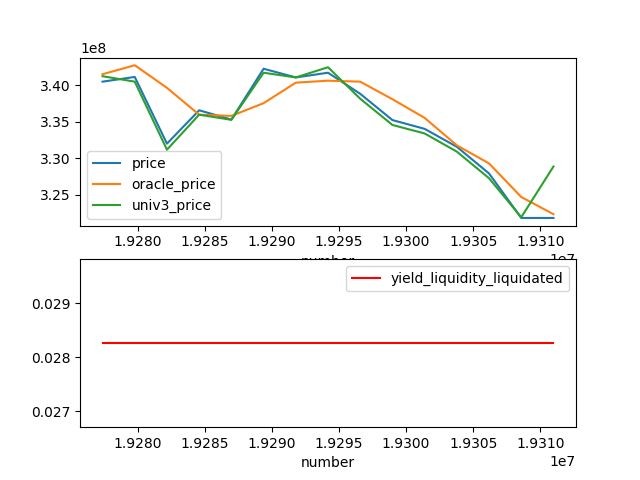 1e8
3.40
3.35
3.30
3.25
price
oracle_price
univ3_price
1.9280 1.9285 1.9290 1.9295 1.9300 1.9305 1.9310
number
1e7
0.029
0.028
0.027
yield_liquidity_liquidated
1.9280 1.9285 1.9290 1.9295 1.9300 1.9305 1.9310
number
1e7